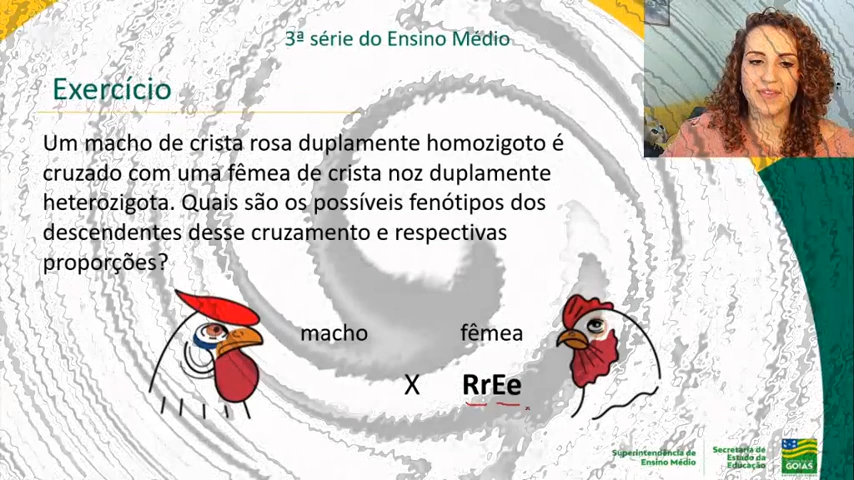 3ª série do Ensino Médio
Exercício
Um macho de crista rosa duplamente homozigoto é
cruzado com uma fêmea de crista noz duplamente
heterozigota. Quais são os possíveis fenótipos dos
descendentes desse cruzamento e respectivas
proporções?
macho
fêmea
X
RrEe
Superintendência de
Ensino Médio
Secretaria de
Estado da
Educação
GOIÁS